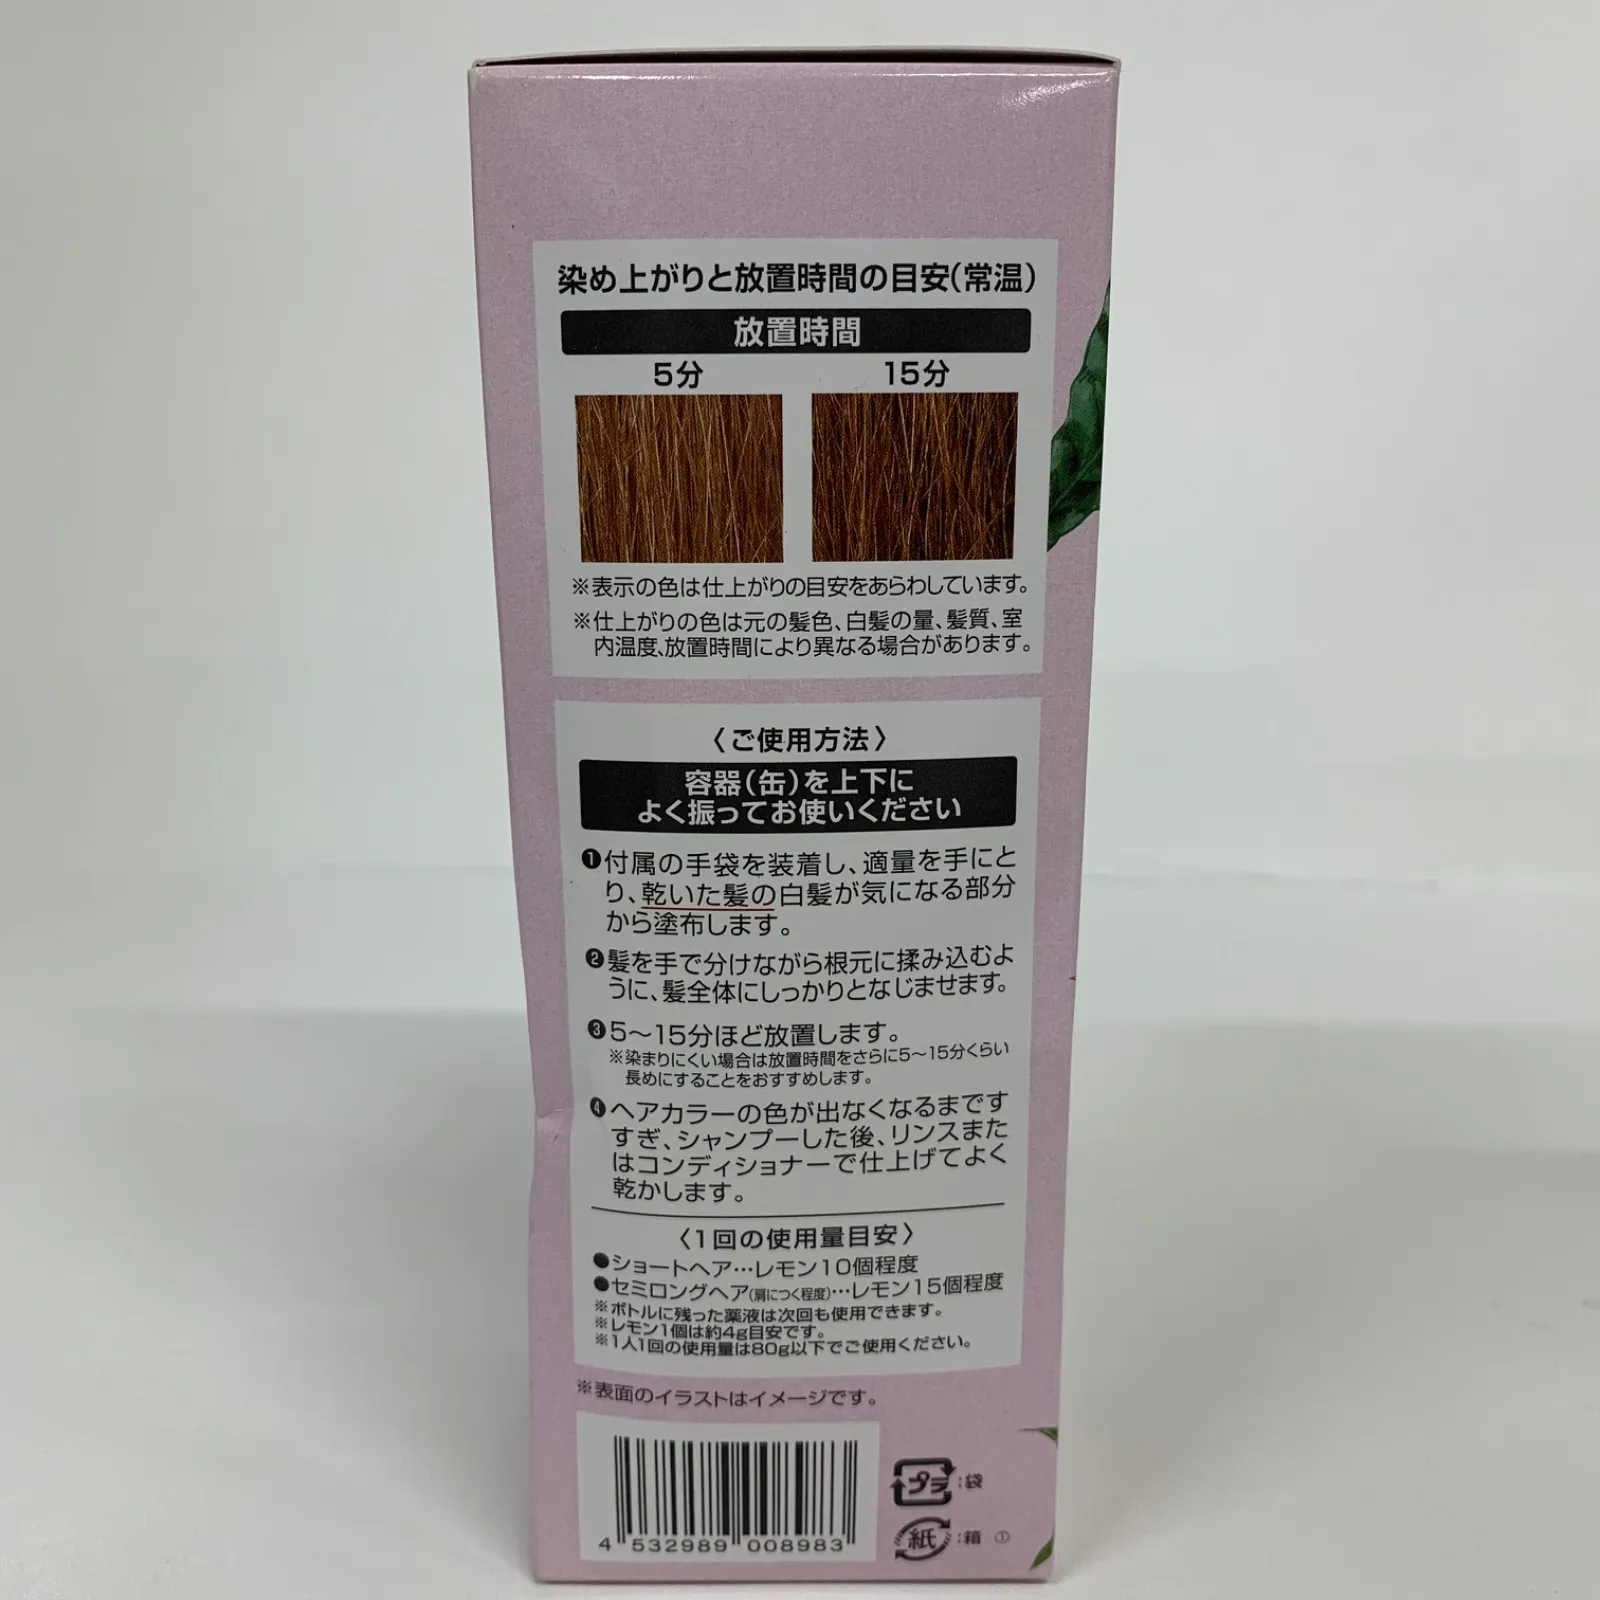 染め上がりと放置時間の目安(常温)
放置時間
5分 15分
※表示の色は仕上がりの目安をあらわしています。
※仕上がりの色は元の髪色、白髪の量、髪質、室
内温度、放置時間により異なる場合があります。
〈ご使用方法〉
容器(缶)を上下に
よく振ってお使いください
❶付属の手袋を装着し、適量を手にと
り、乾いた髪の白髪が気になる部分
から塗布します。
❷髪を手で分けながら根元に揉み込むよ
うに、髪全体にしっかりとなじませます。
❸5〜15分ほど放置します。
※染まりにくい場合は放置時間をさらに5〜15分くらい
長めにすることをおすすめします。
❹ヘアカラーの色が出なくなるまです
すぎ、シャンプーした後、リンスまた
はコンディショナーで仕上げてよく
乾かします。
〈1回の使用量目安〉
●ショートヘア…レモン10個程度
●セミロングヘア(肩につく程度)…レモン15個程度
※ボトルに残った薬液は次回も使用できます。
※レモン1個は約4g目安です。
※1人1回の使用量は80g以下でご使用ください。
※表面のイラストはイメージです。
4 532989 008983
プラ :袋
紙 :箱 ①